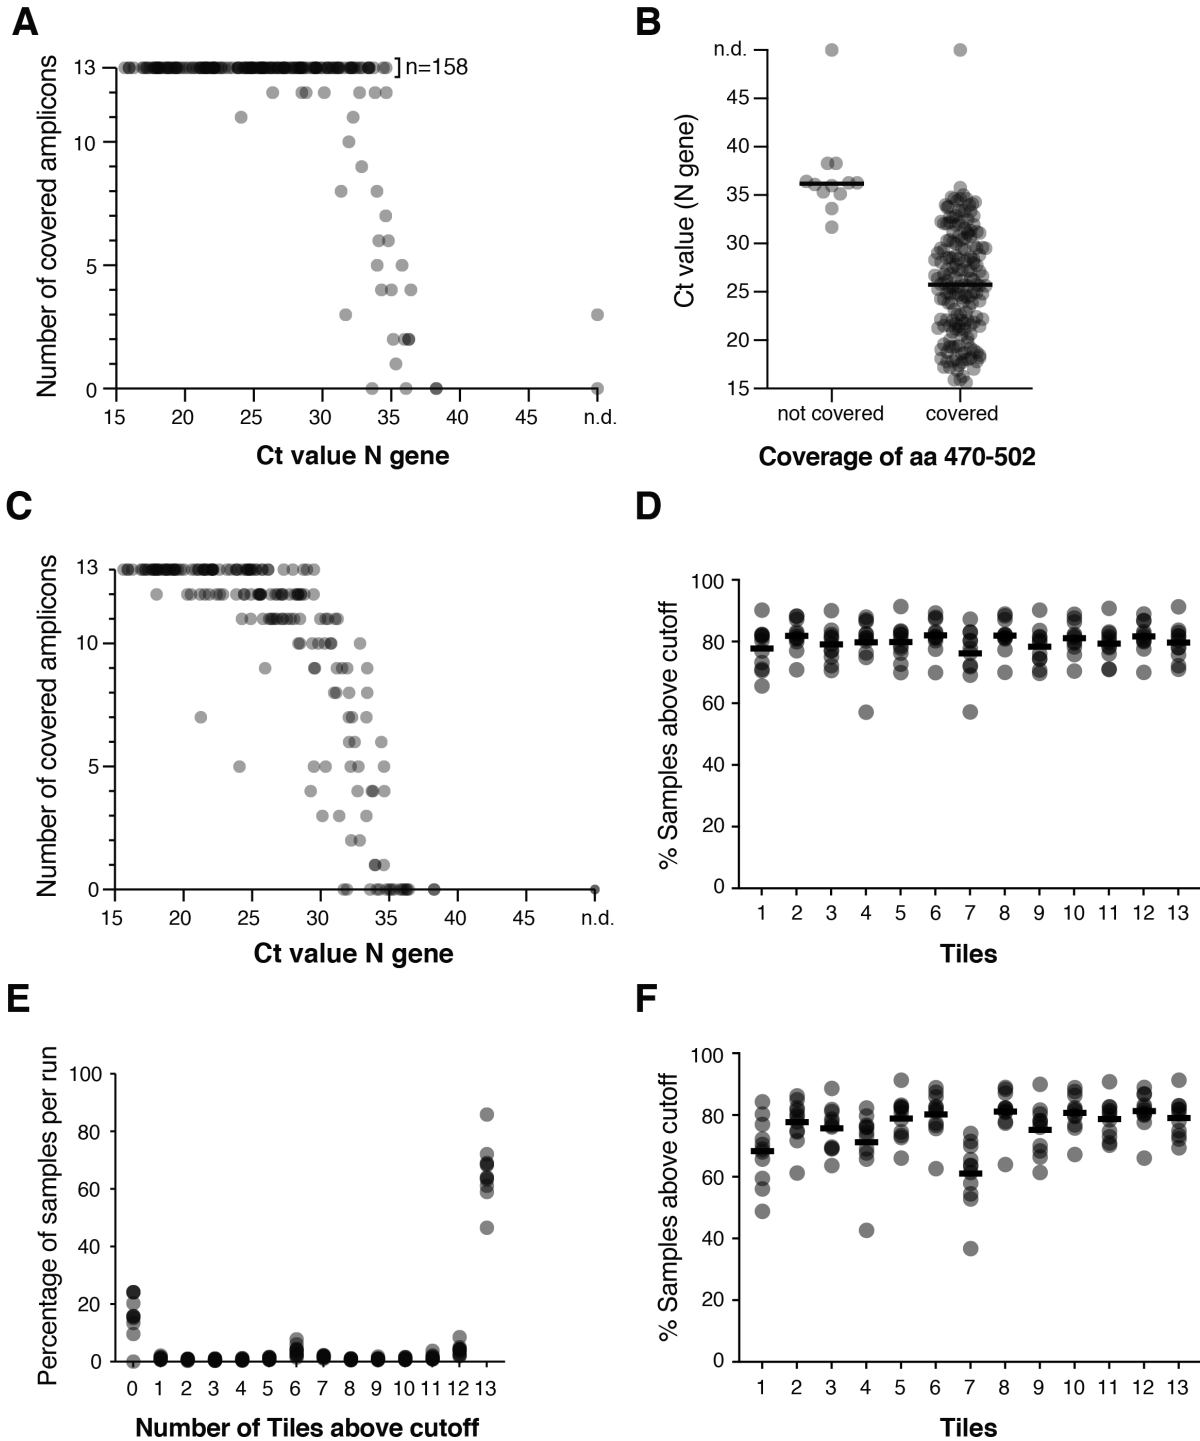 A
Number of covered amplicons
13
10
5
0
n=158
15 20 25 30 35 40 45 n.d.
Ct value N gene
B
Ct value (N gene)
n.d.
45
40
35
30
25
20
15
not covered covered
Coverage of aa 470-502
C
Number of covered amplicons
13
10
5
0
15 20 25 30 35 40 45 n.d.
Ct value N gene
D
% Samples above cutoff
100
80
60
40
20
0
1 2 3 4 5 6 7 8 9 10 11 12 13
Tiles
E
Percentage of samples per run
100
80
60
40
20
0
0 1 2 3 4 5 6 7 8 9 10 11 12 13
Number of Tiles above cutoff
F
% Samples above cutoff
100
80
60
40
20
0
1 2 3 4 5 6 7 8 9 10 11 12 13
Tiles